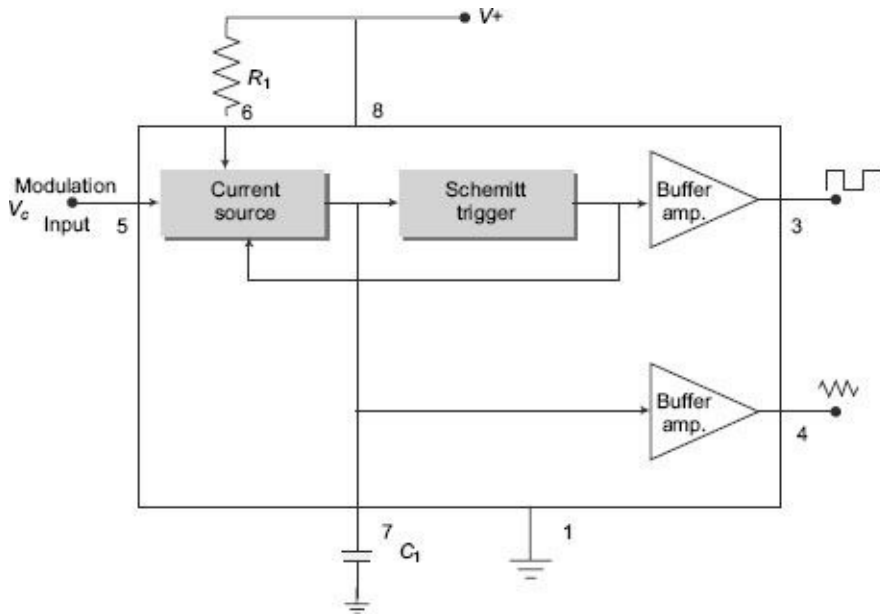 V+
R1
6
8
Modulation
Vc
Input
5
Current
source
Schemitt
trigger
Buffer
amp.
3
Buffer
amp.
4
7
C1
1